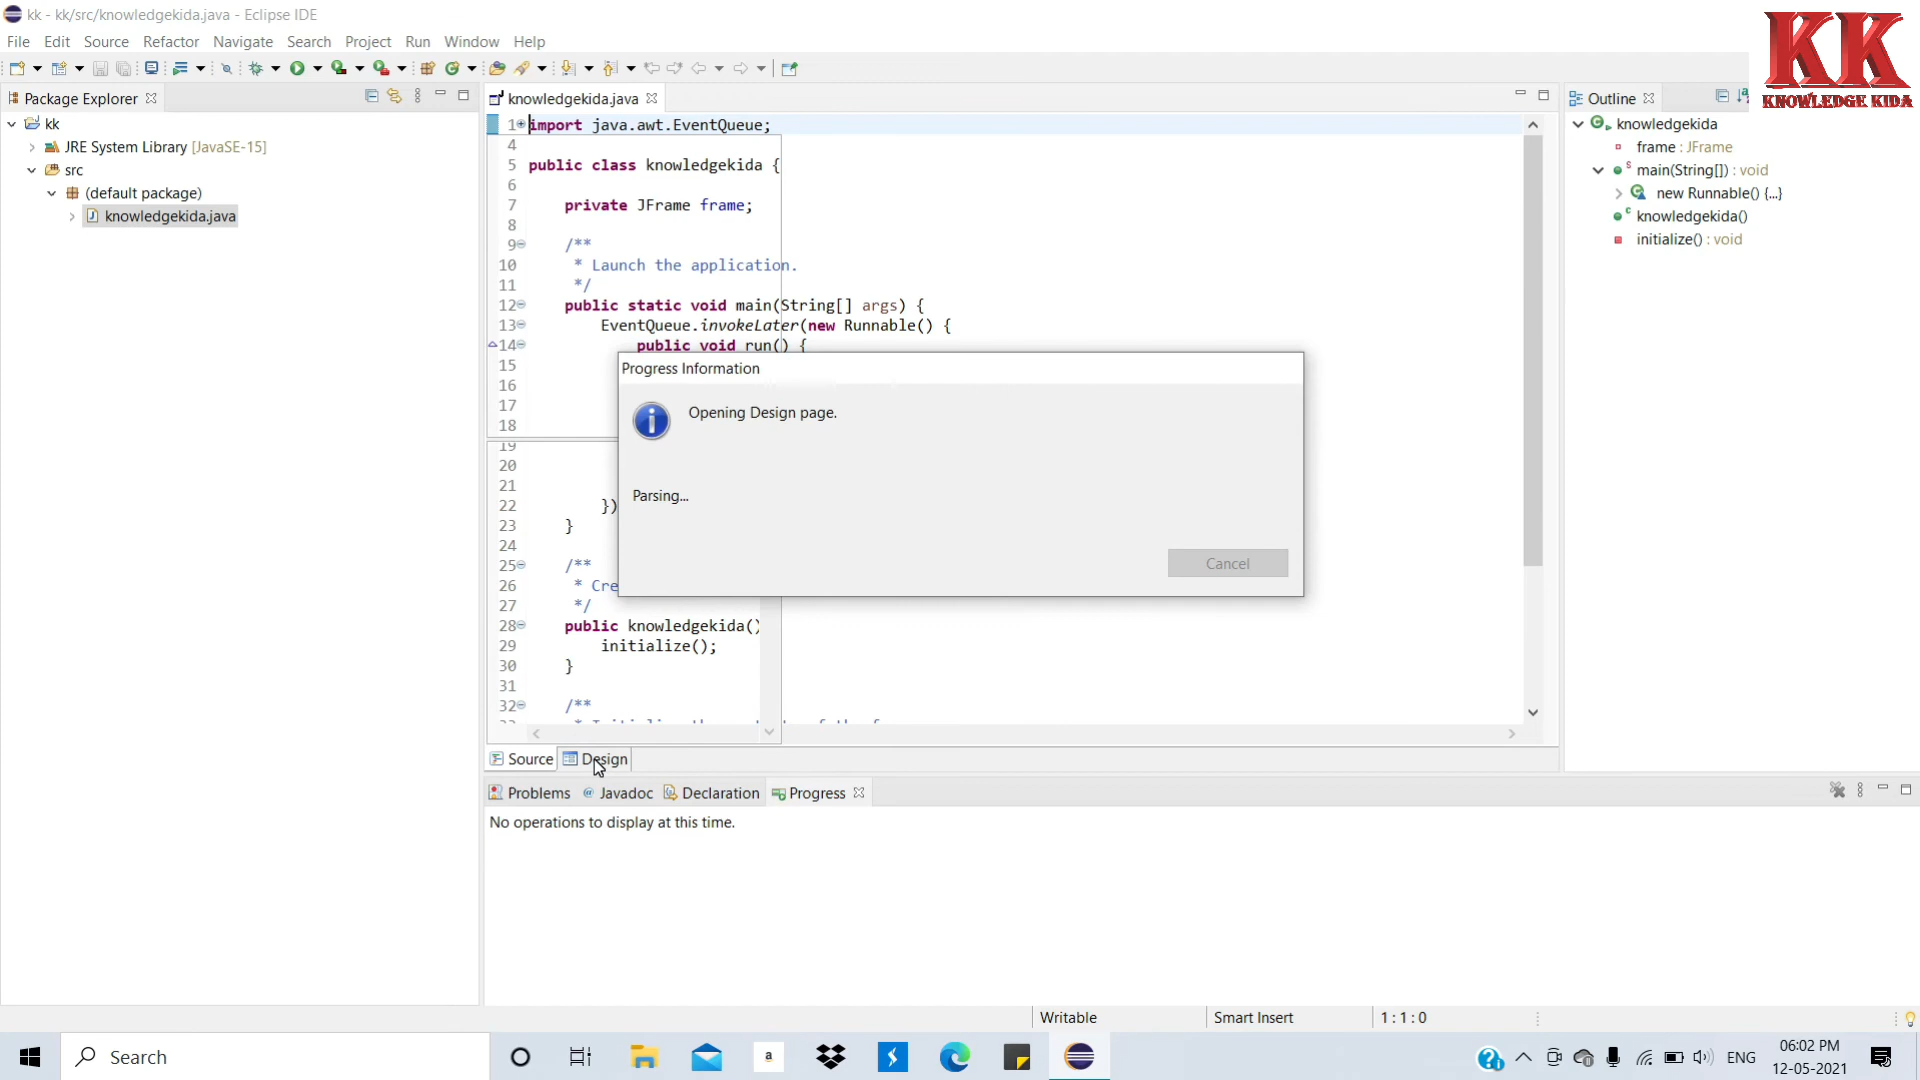 kk - kk/src/knowledgekida.java - Eclipse IDE
KK
KNOWLEDGE KIDA
File Edit Source Refactor Navigate Search Project Run Window Help
Package Explorer
kk
JRE System Library [JavaSE-15]
src
(default package)
knowledgekida.java
knowledgekida.java
1 import java.awt.EventQueue;
4
5 public class knowledgekida {
6
7 private JFrame frame;
8
9 /**
10 * Launch the application.
11 */
12 public static void main(String[] args) {
13 EventQueue.invokeLater(new Runnable() {
14 public void run() {
15
16
17
18
19
20
21
22 })
23 }
24
25 /**
26 * Cre
27 */
28 public knowledgekida()
29 initialize();
30 }
31
32 /**
Progress Information
Opening Design page.
Parsing...
Cancel
Source Design
Outline
knowledgekida
frame : JFrame
main(String[]) : void
new Runnable() {...}
knowledgekida()
initialize() : void
Problems @ Javadoc Declaration Progress
No operations to display at this time.
Writable Smart Insert 1 : 1 : 0
Search
a
ENG
06:02 PM
12-05-2021